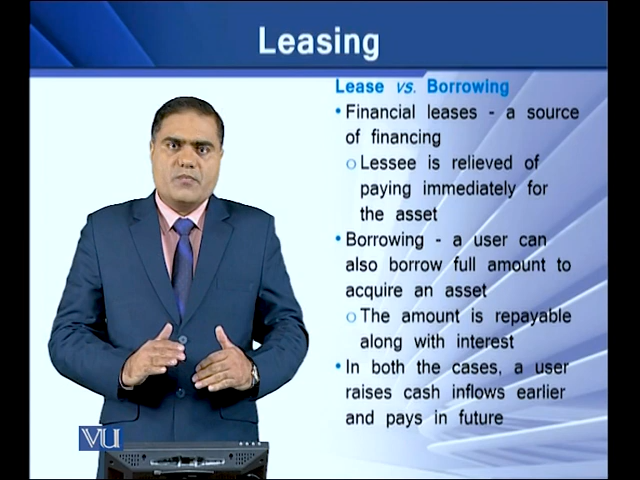 Leasing
Lease vs. Borrowing
• Financial leases - a source
of financing
o Lessee is relieved of
paying immediately for
the asset
• Borrowing - a user can
also borrow full amount to
acquire an asset
o The amount is repayable
along with interest
• In both the cases, a user
raises cash inflows earlier
and pays in future
VU